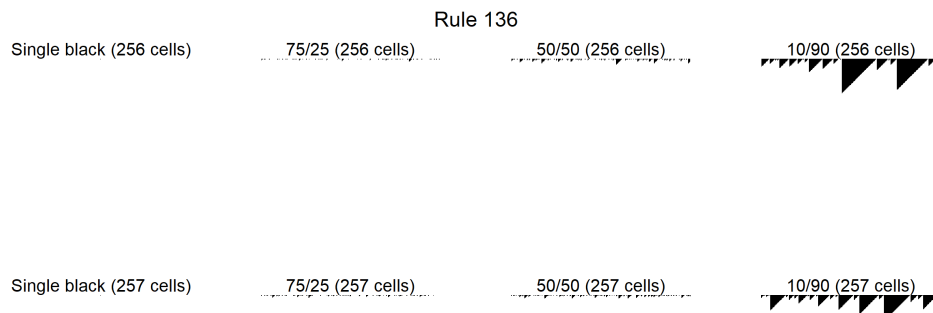 Rule 136
Single black (256 cells)
75/25 (256 cells)
50/50 (256 cells)
10/90 (256 cells)
Single black (257 cells)
75/25 (257 cells)
50/50 (257 cells)
10/90 (257 cells)